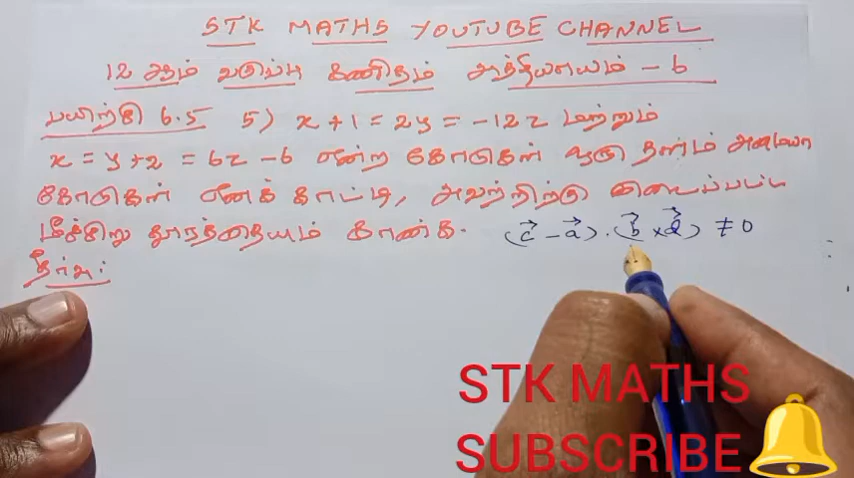 STK MATHS YOUTUBE CHANNEL
12 ஆம் வகுப்பு கணிதம் அத்தியாயம் - 6
பயிற்சி 6.5 5) x + 1 = 2y = -12z மற்றும்
x = y + 2 = 6z - 6 என்ற கோடுகள் ஒரு தளம் அமையா
கோடுகள் எனக் காட்டி, அவற்றிற்கு இடைப்பட்ட
மீச்சிறு தூரத்தையும் காண்க. (c⃗ - a⃗) . (b⃗ × d⃗) ≠ 0
தீர்வு:
STK MATHS
SUBSCRIBE